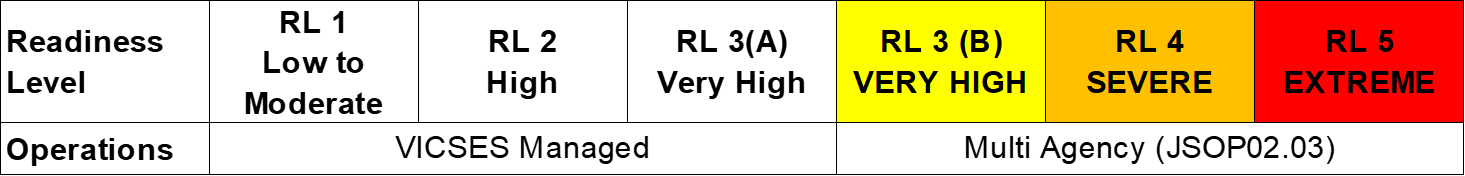 Readiness Level
RL 1
Low to
Moderate
RL 2
High
RL 3(A)
Very High
RL 3 (B)
VERY HIGH
RL 4
SEVERE
RL 5
EXTREME
Operations
VICSES Managed
Multi Agency (JSOP02.03)